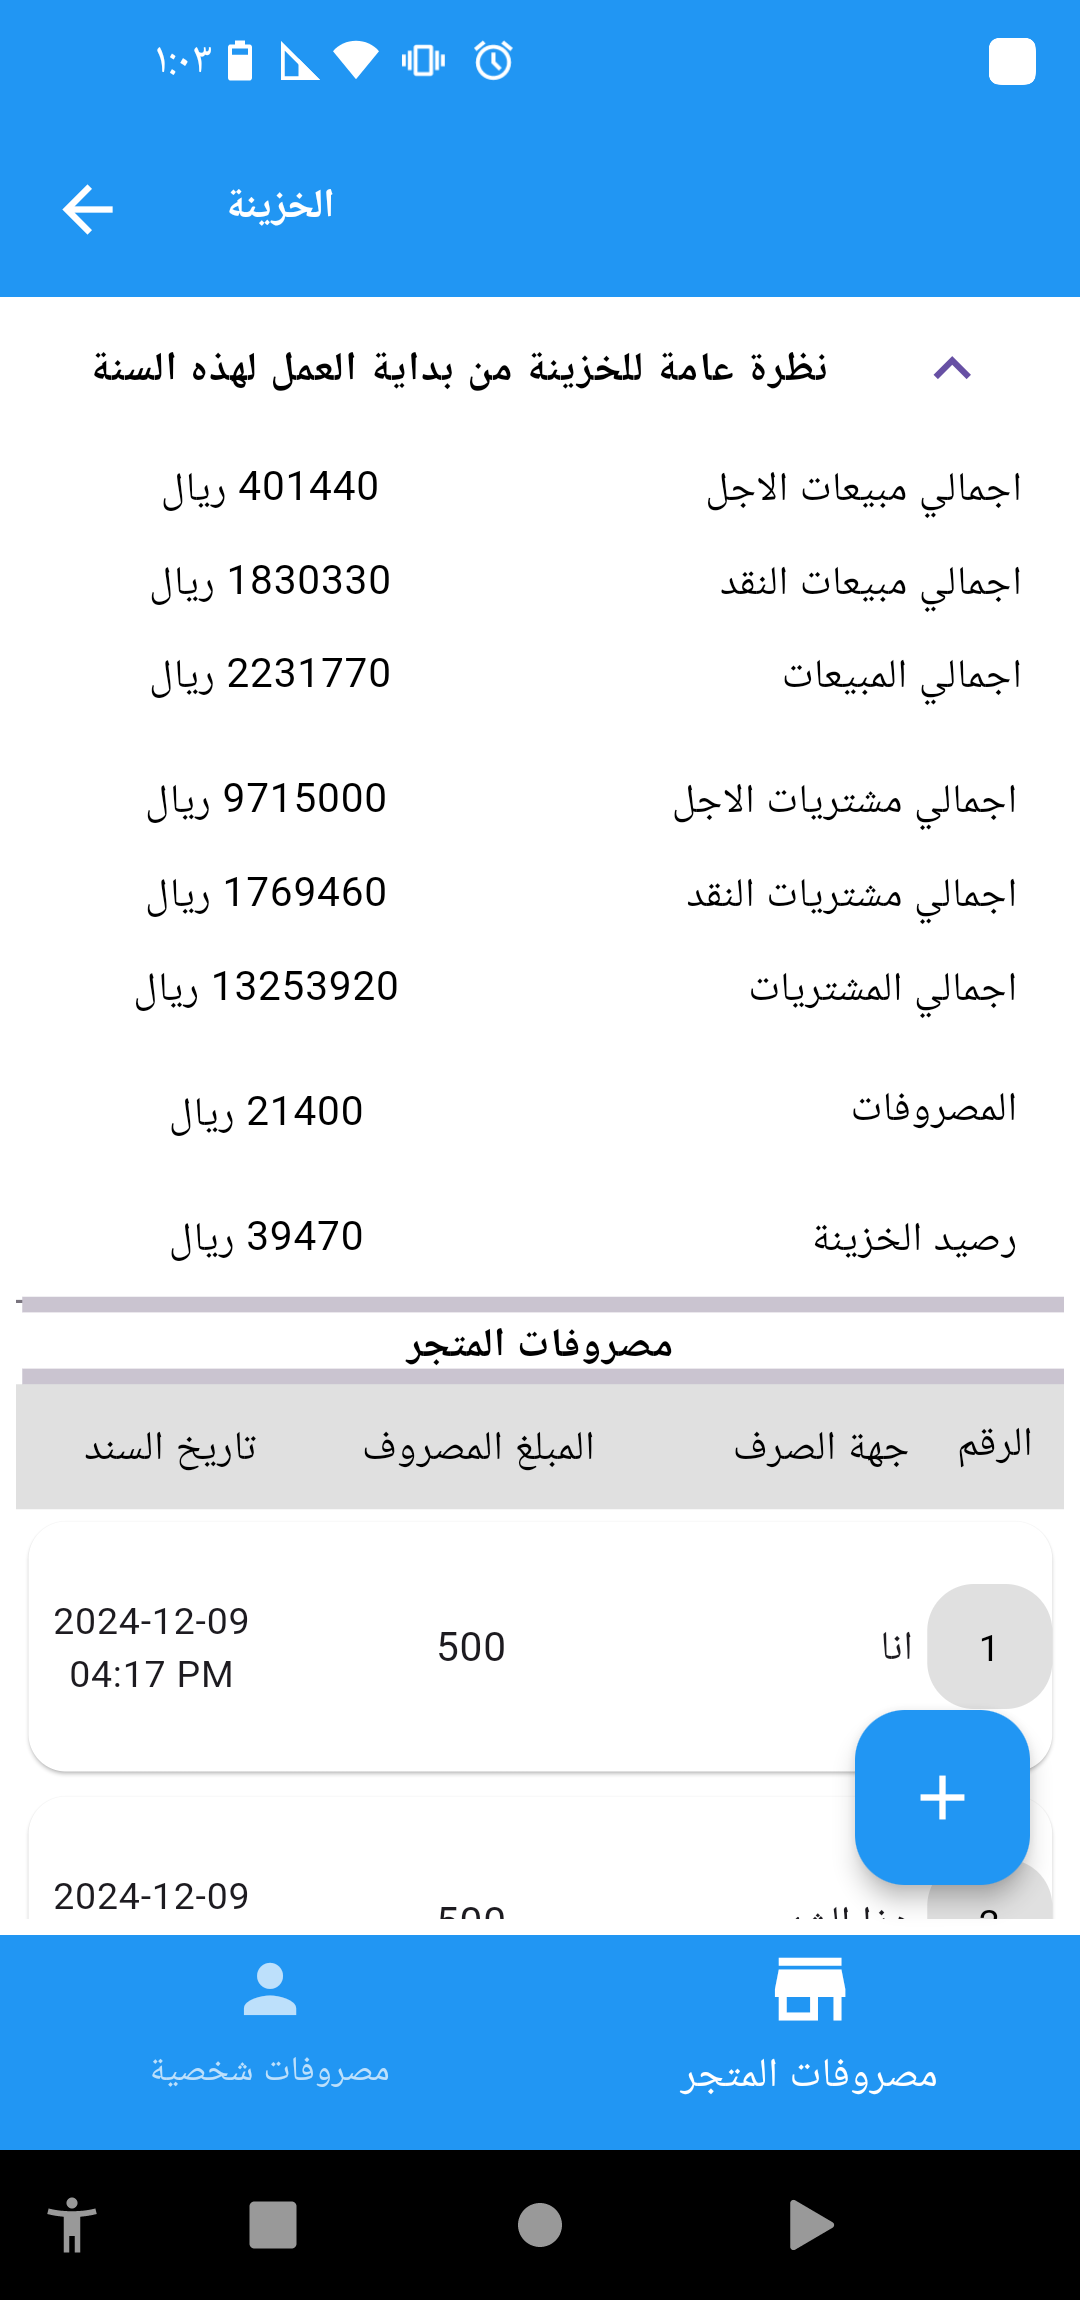 ١:٠٣
الخزينة
نظرة عامة للخزينة من بداية العمل لهذه السنة
اجمالي مبيعات الاجل 401440 ريال
اجمالي مبيعات النقد 1830330 ريال
اجمالي المبيعات 2231770 ريال
اجمالي مشتريات الاجل 9715000 ريال
اجمالي مشتريات النقد 1769460 ريال
اجمالي المشتريات 13253920 ريال
المصروفات 21400 ريال
رصيد الخزينة 39470 ريال
مصروفات المتجر
الرقم جهة الصرف المبلغ المصروف تاريخ السند
1 انا 500 2024-12-09
04:17 PM
2 500 2024-12-09
مصروفات المتجر
مصروفات شخصية